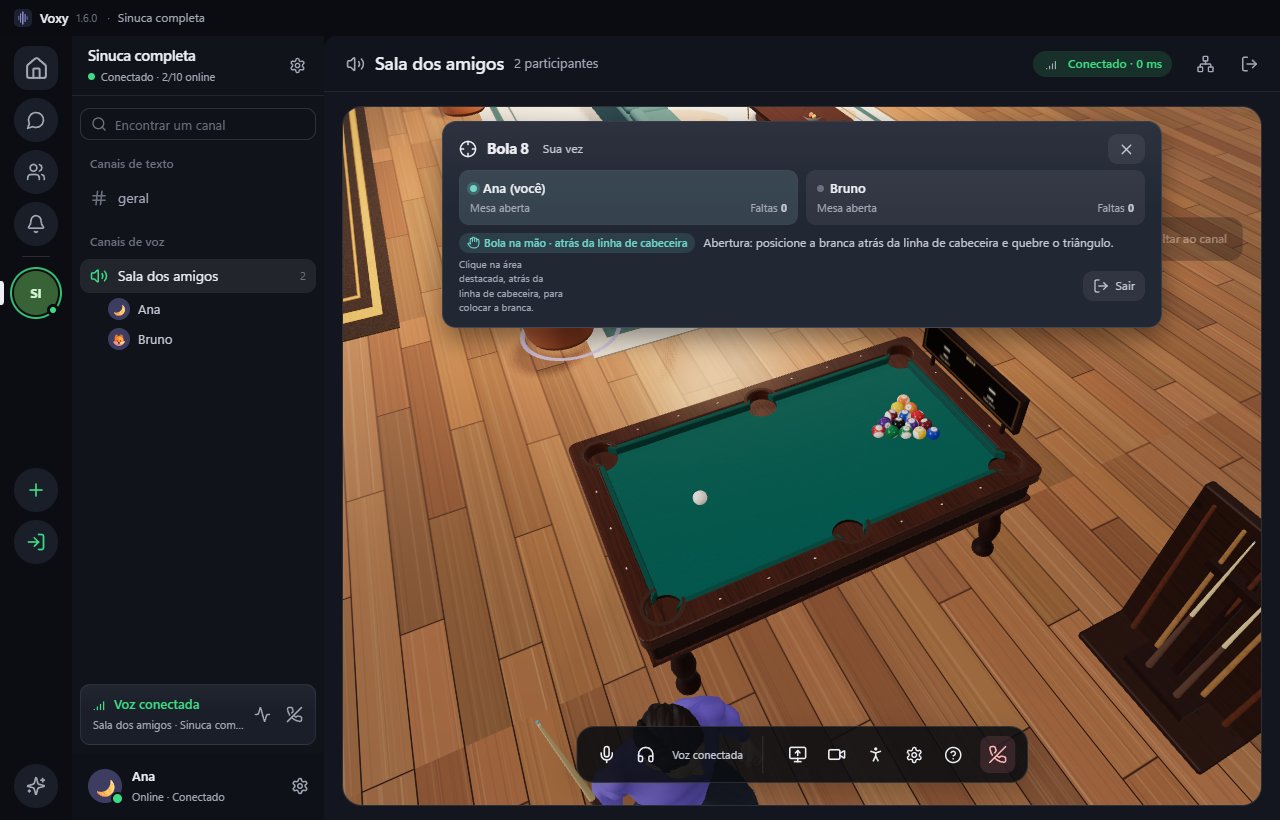 Voxy 1.6.0 · Sinuca completa
Sinuca completa
Conectado · 2/10 online
Encontrar um canal
Canais de texto
geral
Canais de voz
Sala dos amigos 2
Ana
Bruno
SI
Voz conectada
Sala dos amigos · Sinuca com...
Ana
Online · Conectado
Sala dos amigos 2 participantes
Conectado · 0 ms
Bola 8 Sua vez
Ana (você)
Mesa aberta Faltas 0
Bruno
Mesa aberta Faltas 0
Bola na mão · atrás da linha de cabeceira Abertura: posicione a branca atrás da linha de cabeceira e quebre o triângulo.
Clique na área
destacada, atrás da
linha de cabeceira, para
colocar a branca.
Sair
ltar ao canal
Voz conectada